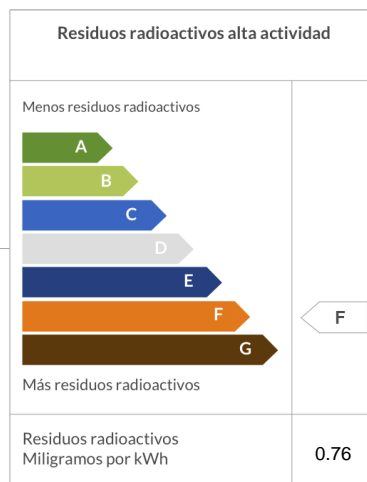 Residuos radioactivos alta actividad
Menos residuos radioactivos
A
B
C
D
E
F
F
G
Más residuos radioactivos
Residuos radioactivos
Miligramos por kWh
0.76